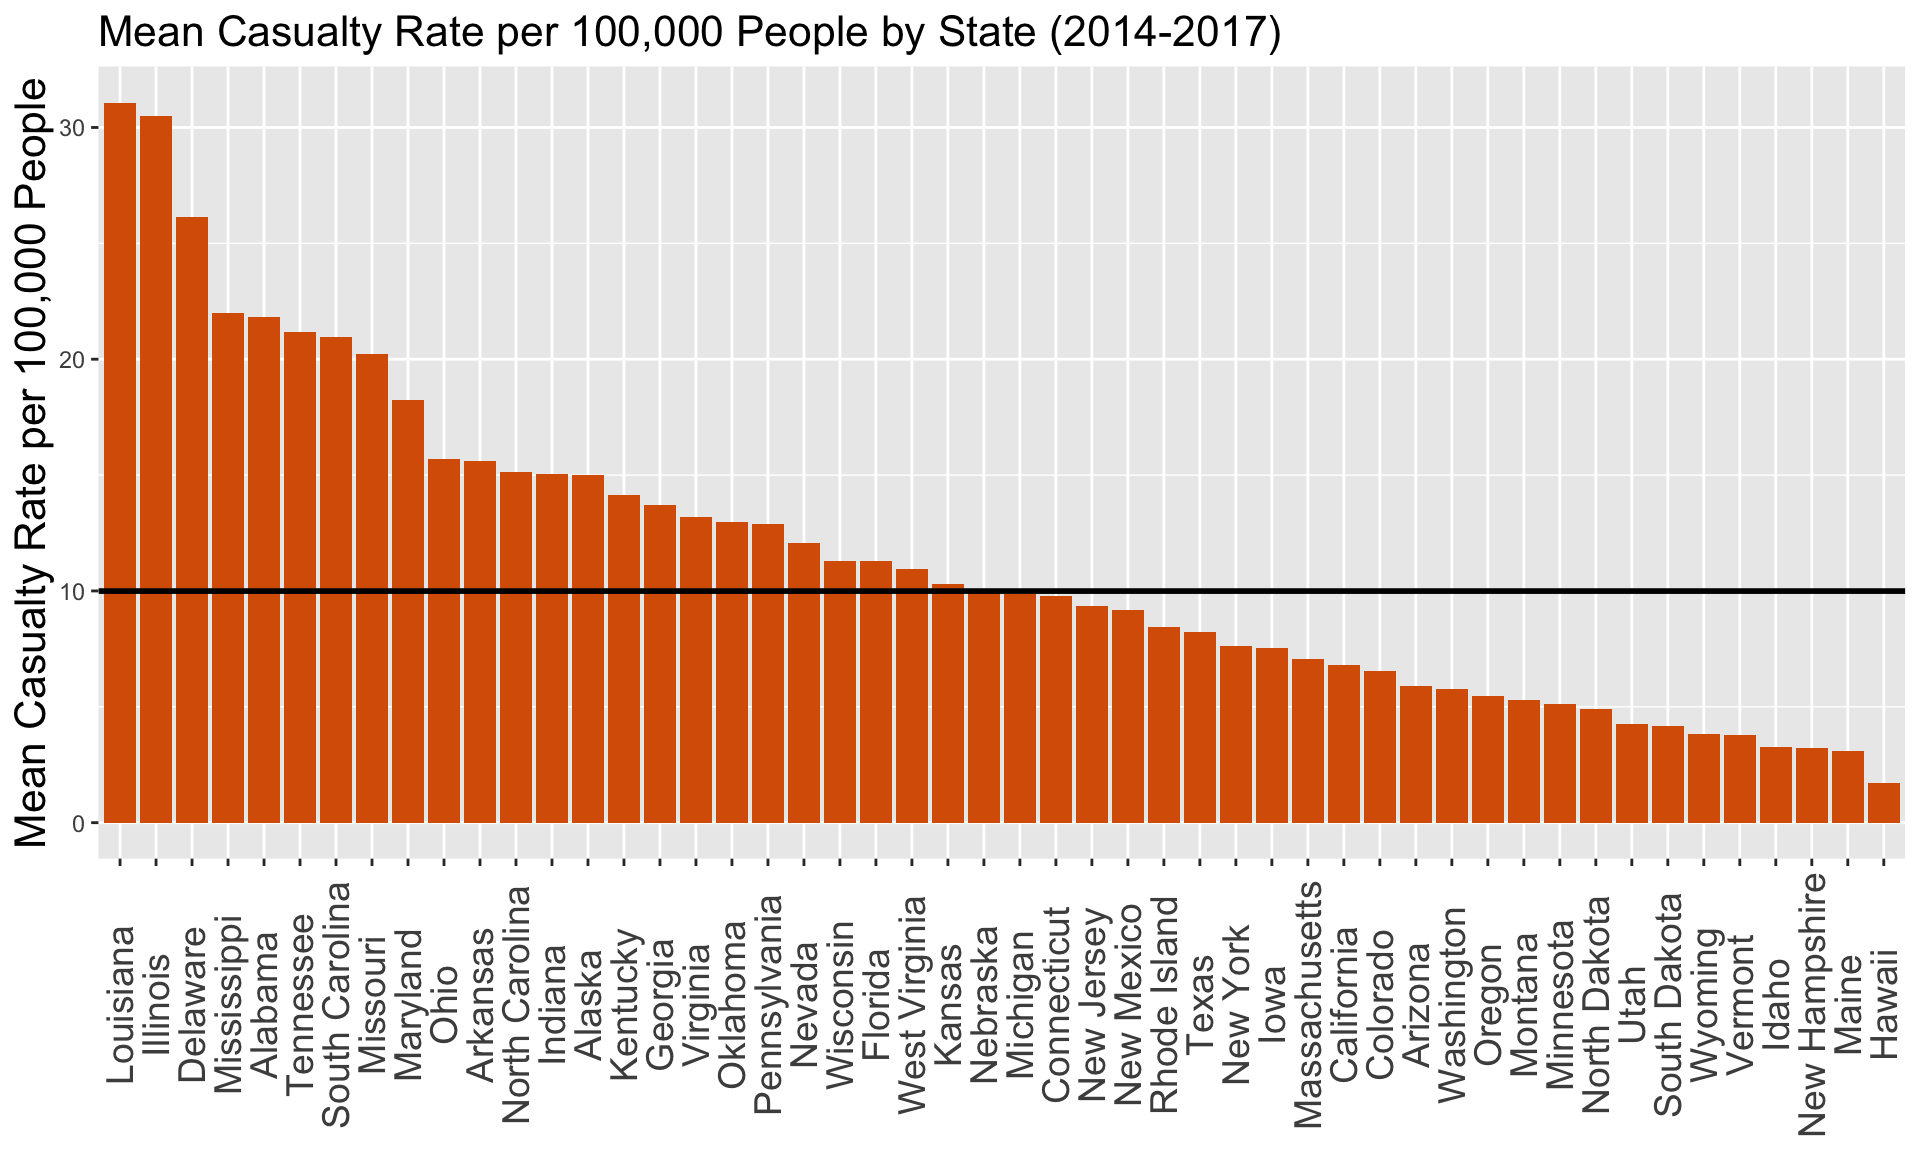 Mean Casualty Rate per 100,000 People by State (2014-2017)
Mean Casualty Rate per 100,000 People
30
20
10
0
Louisiana
Illinois
Delaware
Mississippi
Alabama
Tennessee
South Carolina
Missouri
Maryland
Ohio
Arkansas
North Carolina
Indiana
Alaska
Kentucky
Georgia
Virginia
Oklahoma
Pennsylvania
Nevada
Wisconsin
Florida
West Virginia
Kansas
Nebraska
Michigan
Connecticut
New Jersey
New Mexico
Rhode Island
Texas
New York
Iowa
Massachusetts
California
Colorado
Arizona
Washington
Oregon
Montana
Minnesota
North Dakota
Utah
South Dakota
Wyoming
Vermont
Idaho
New Hampshire
Maine
Hawaii